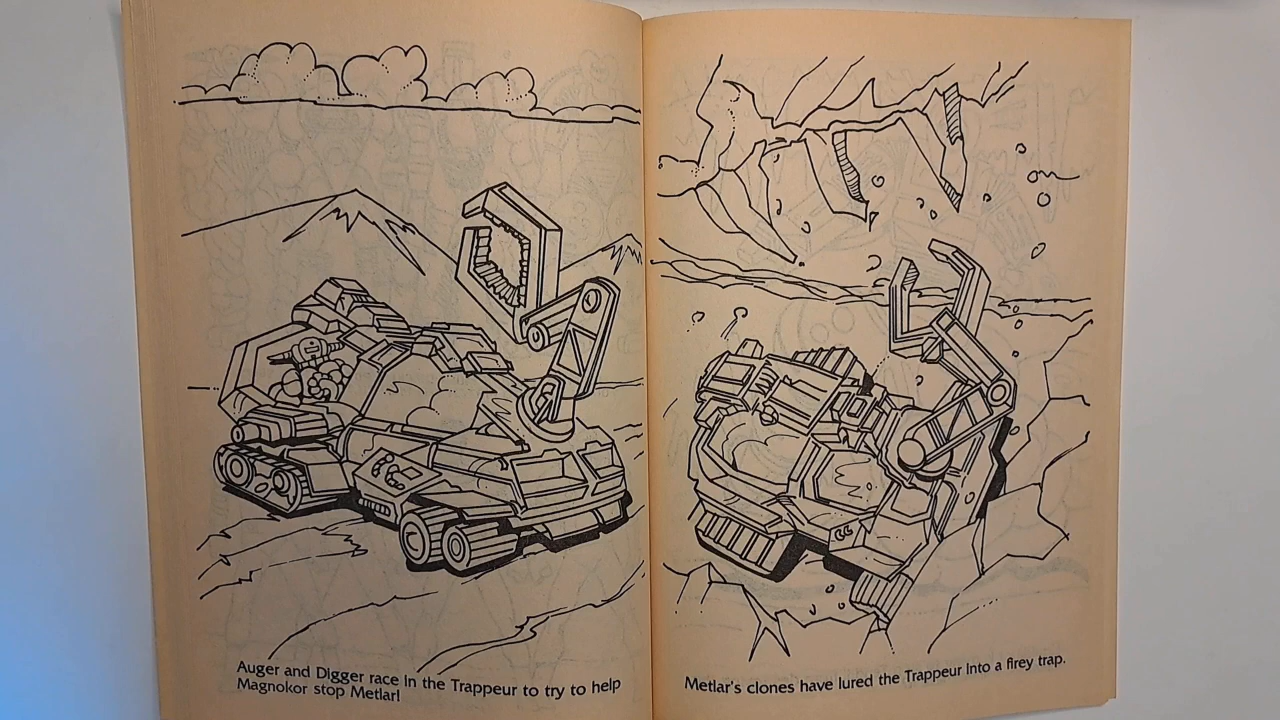 Auger and Digger race in the Trappeur to try to help
Magnokor stop Metlar!
Metlar's clones have lured the Trappeur into a firey trap.